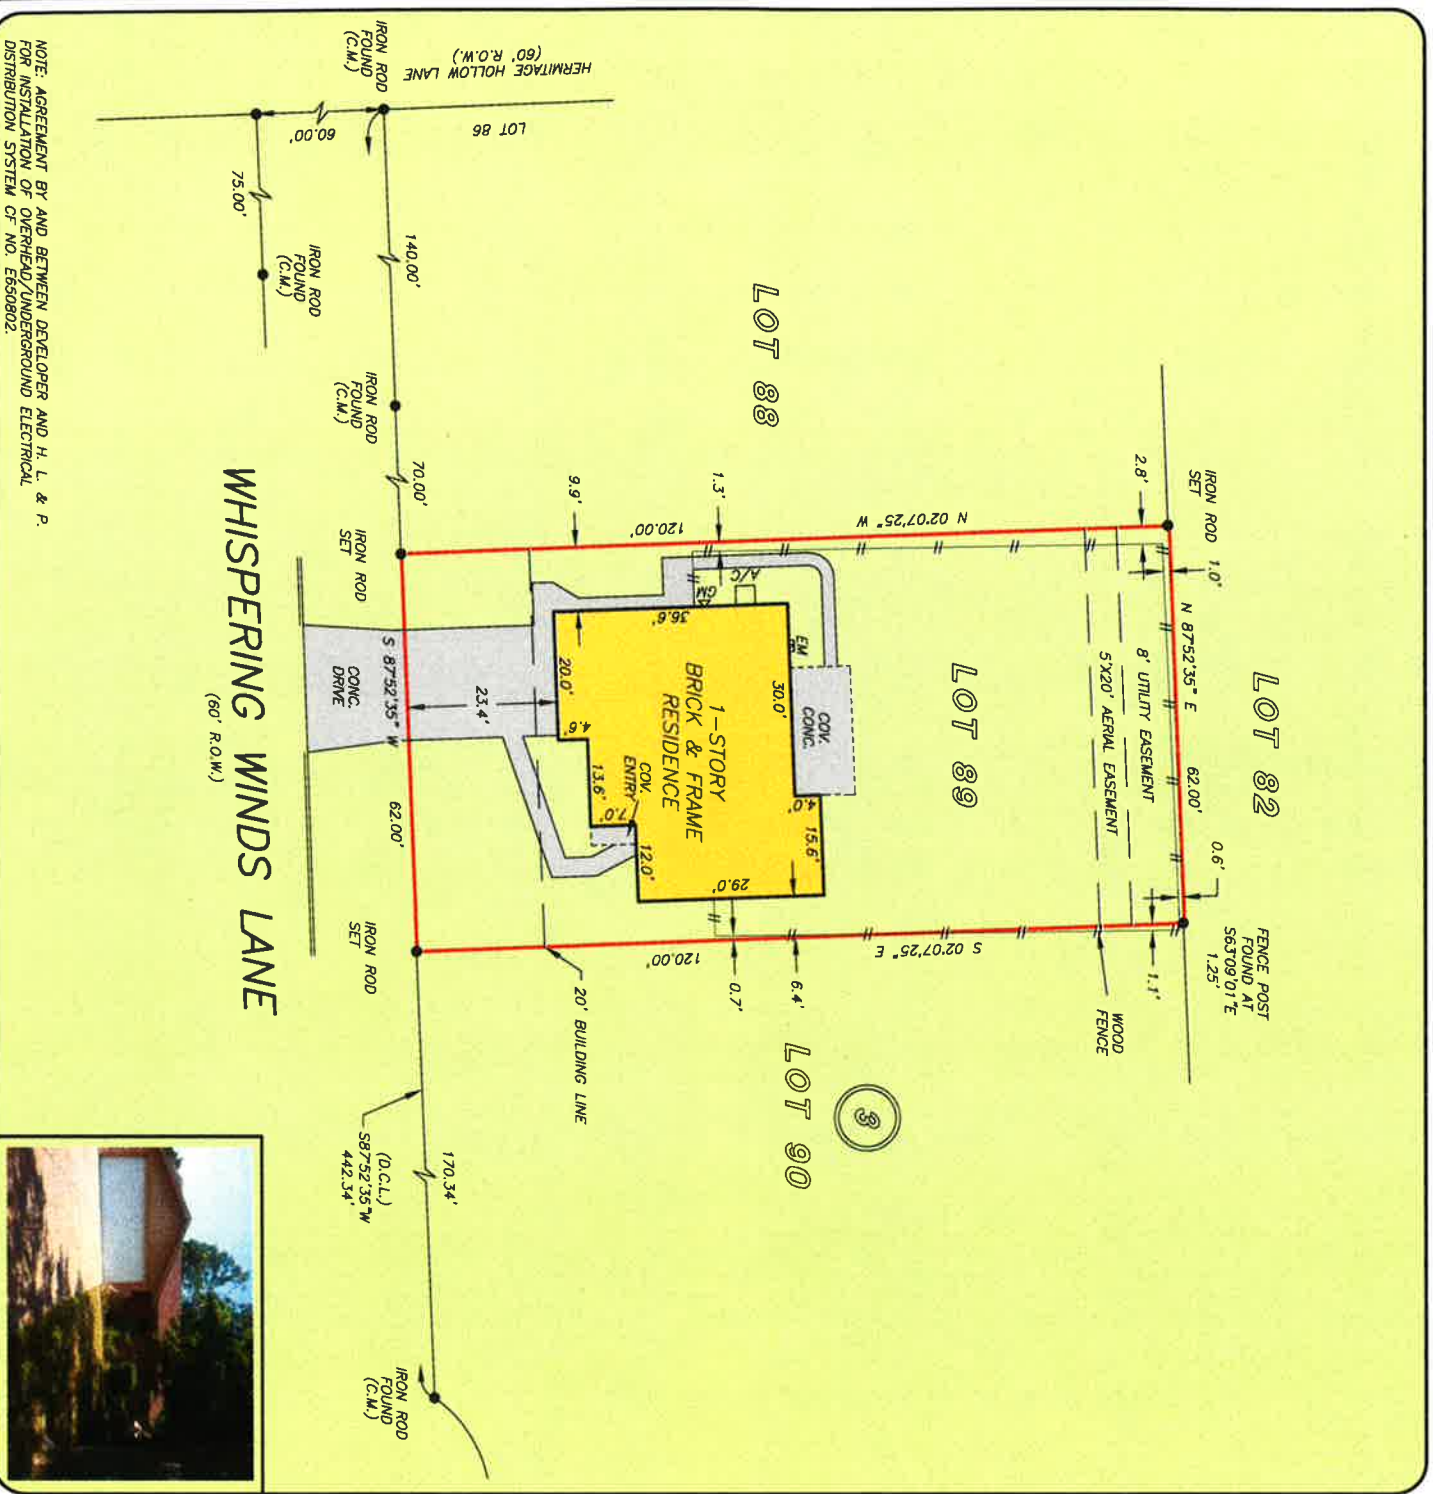 LOT 82
FENCE POST
FOUND AT
S63°09'01"E
1.25'
IRON ROD
SET
1.0'
N 87°52'35" E
62.00'
0.6'
2.8'
8' UTILITY EASEMENT
5'X20' AERIAL EASEMENT
1.1'
WOOD
FENCE
LOT 88
LOT 89
LOT 90
3
N 02°07'25" W
120.00'
S 02°07'25" E
120.00'
1.3'
9.9'
6.4'
0.7'
A/C
GM
EM
COV.
CONC.
30.0'
4.0'
15.6'
36.6'
1-STORY
BRICK & FRAME
RESIDENCE
29.0'
COV.
ENTRY
20.0'
4.6'
13.6'
7.0'
12.0'
20' BUILDING LINE
23.4'
S 87°52'35" W
62.00'
CONC.
DRIVE
IRON ROD
SET
IRON ROD
SET
HERMITAGE HOLLOW LANE
(60' R.O.W.)
LOT 86
IRON ROD
FOUND
(C.M.)
60.00'
75.00'
IRON ROD
FOUND
(C.M.)
140.00'
IRON ROD
FOUND
(C.M.)
70.00'
170.34'
(D.C.L.)
S87°52'35"W
442.34'
IRON ROD
FOUND
(C.M.)
WHISPERING WINDS LANE
(60' R.O.W.)
NOTE: AGREEMENT BY AND BETWEEN DEVELOPER AND H. L. & P.
FOR INSTALLATION OF OVERHEAD/UNDERGROUND ELECTRICAL
DISTRIBUTION SYSTEM CF NO. E650802.